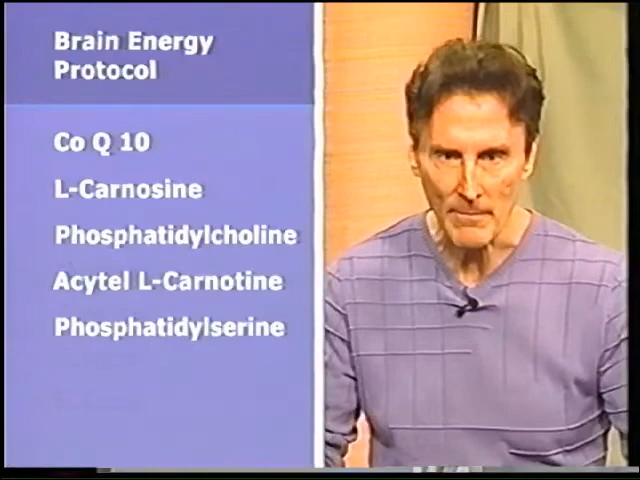 Brain Energy
Protocol
Co Q 10
L-Carnosine
Phosphatidylcholine
Acytel L-Carnotine
Phosphatidylserine